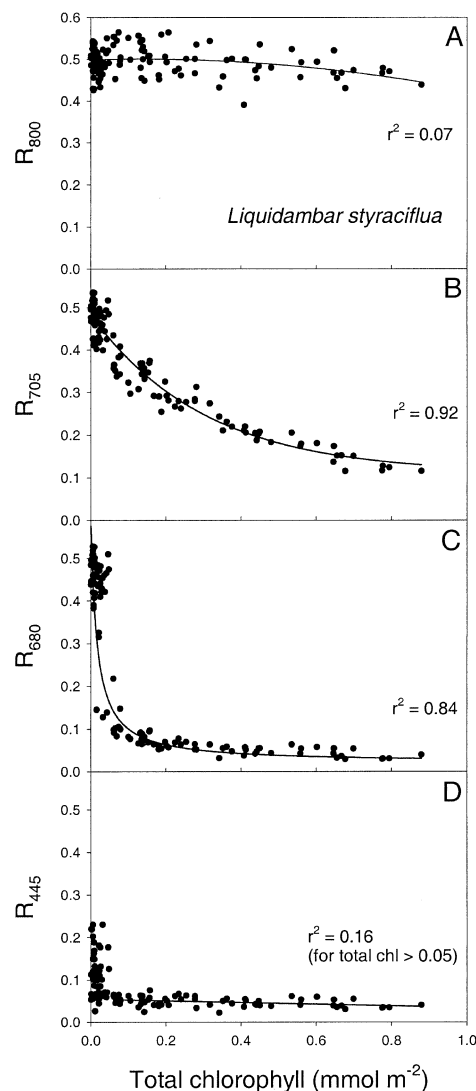 0.6
A
0.5
0.4
0.3
0.2
0.1
0.0
R800
r2 = 0.07
Liquidambar styraciflua
B
0.5
0.4
0.3
0.2
0.1
0.0
R705
r2 = 0.92
C
0.5
0.4
0.3
0.2
0.1
0.0
R680
r2 = 0.84
D
0.5
0.4
0.3
0.2
0.1
0.0
R445
r2 = 0.16
(for total chl > 0.05)
0.0 0.2 0.4 0.6 0.8 1.0
Total chlorophyll (mmol m-2)